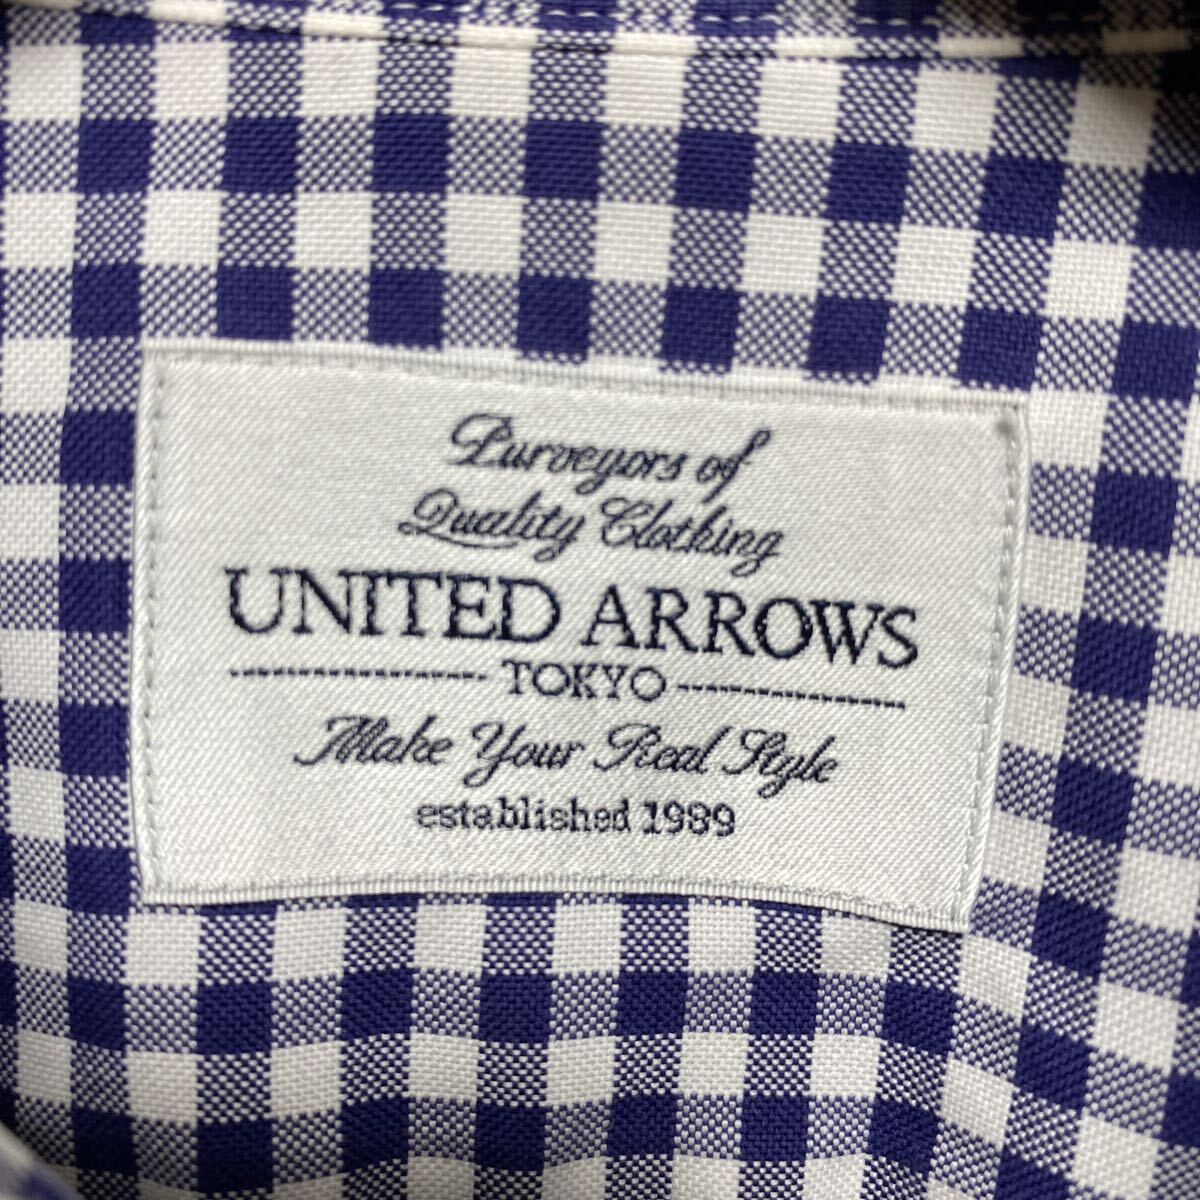 Purveyors of
Quality Clothing
UNITED ARROWS
TOKYO
Make Your Real Style
established 1989